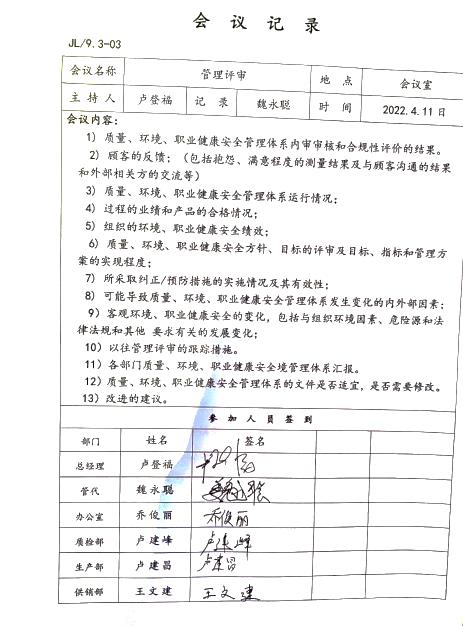 会 议 记 录
JL/9.3-03
会议名称 管理评审 地 点 会议室
主 持 人 卢登福 记 录 魏永聪 时 间 2022.4.11 日
会议内容：
1) 质量、环境、职业健康安全管理体系内审审核和合规性评价的结果。
2) 顾客的反馈；（包括抱怨、满意程度的测量结果及与顾客沟通的结果
和外部相关方的交流等）
3) 质量、环境、职业健康安全管理体系运行情况；
4) 过程的业绩和产品的合格情况；
5) 组织的环境、职业健康安全绩效；
6) 质量、环境、职业健康安全方针、目标的评审及目标、指标和管理方
案的实现程度；
7) 所采取纠正/预防措施的实施情况及其有效性；
8) 可能导致质量、环境、职业健康安全管理体系发生变化的内外部因素；
9) 客观环境、职业健康安全的变化，包括与组织环境因素、危险源和法
律法规和其他 要求有关的发展变化；
10) 以往管理评审的跟踪措施。
11) 各部门质量、环境、职业健康安全境管理体系汇报。
12) 质量、环境、职业健康安全管理体系的文件是否适宜，是否需要修改。
13) 改进的建议。
参 加 人 员 签 到
部门 姓名 签名
总经理 卢登福
管代 魏永聪 魏永聪
办公室 乔俊丽 乔俊丽
质检部 卢建峰 卢建峰
生产部 卢建昌 卢建昌
供销部 王文建 王文建